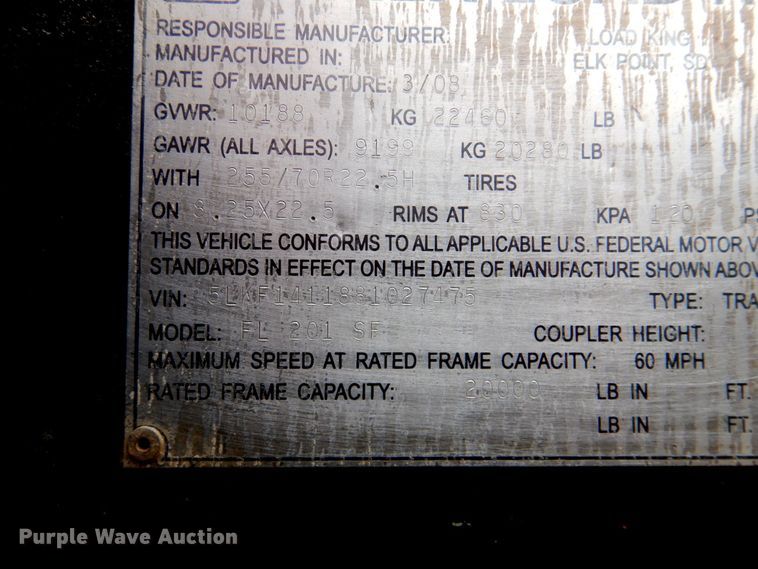 RESPONSIBLE MANUFACTURER: LOAD KING
MANUFACTURED IN: ELK POINT, SD
DATE OF MANUFACTURE: 3/08
GVWR: 10188 KG 22460 LB
GAWR (ALL AXLES): 9199 KG 20280 LB
WITH 255/70R22.5H TIRES
ON 8.25X22.5 RIMS AT 830 KPA 120 PS
THIS VEHICLE CONFORMS TO ALL APPLICABLE U.S. FEDERAL MOTOR V
STANDARDS IN EFFECT ON THE DATE OF MANUFACTURE SHOWN ABOV
VIN: TYPE: TRA
MODEL: FL 201 SF COUPLER HEIGHT:
MAXIMUM SPEED AT RATED FRAME CAPACITY: 60 MPH
RATED FRAME CAPACITY: 20000 LB IN FT.
LB IN FT.
Purple Wave Auction